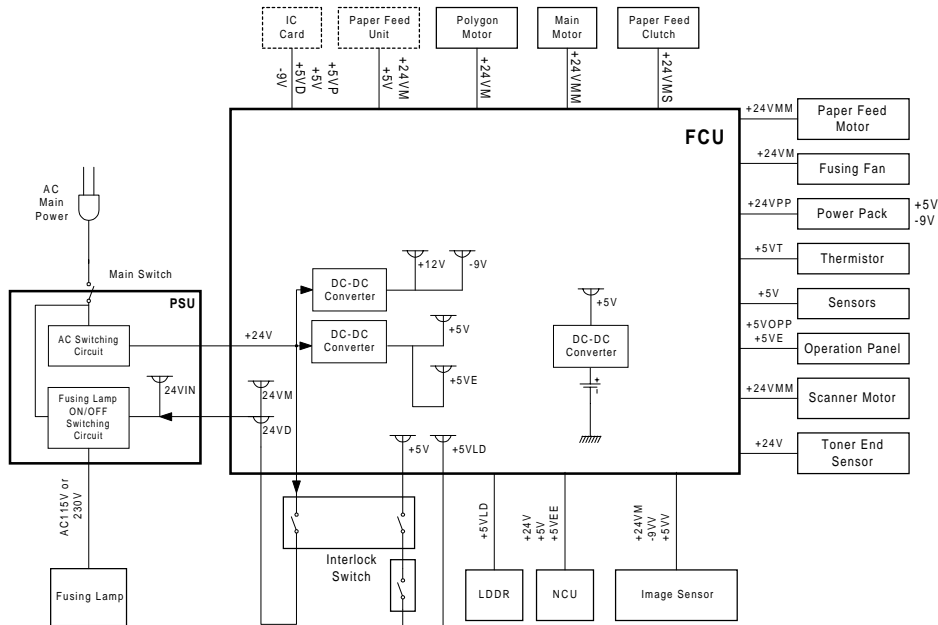 IC
Card
Paper Feed
Unit
Polygon
Motor
Main
Motor
Paper Feed
Clutch
-9V
+5VD
+5V
+5VP
+5V
+24VM
+24VM
+24VMM
+24VMS
FCU
+24VMM
Paper Feed
Motor
+24VM
Fusing Fan
+24VPP
Power Pack
+5V
-9V
+5VT
Thermistor
+5V
Sensors
+5VOPP
+5VE
Operation Panel
+24VMM
Scanner Motor
+24V
Toner End
Sensor
AC
Main
Power
Main Switch
PSU
AC Switching
Circuit
Fusing Lamp
ON/OFF
Switching
Circuit
24VIN
+24V
24VM
24VD
DC-DC
Converter
+12V
-9V
DC-DC
Converter
+5V
+5VE
+5V
DC-DC
Converter
+
-
+5V
+5VLD
AC115V or
230V
Fusing Lamp
Interlock
Switch
+5VLD
LDDR
+24V
+5V
+5VEE
NCU
+24VM
-9VV
+5VV
Image Sensor